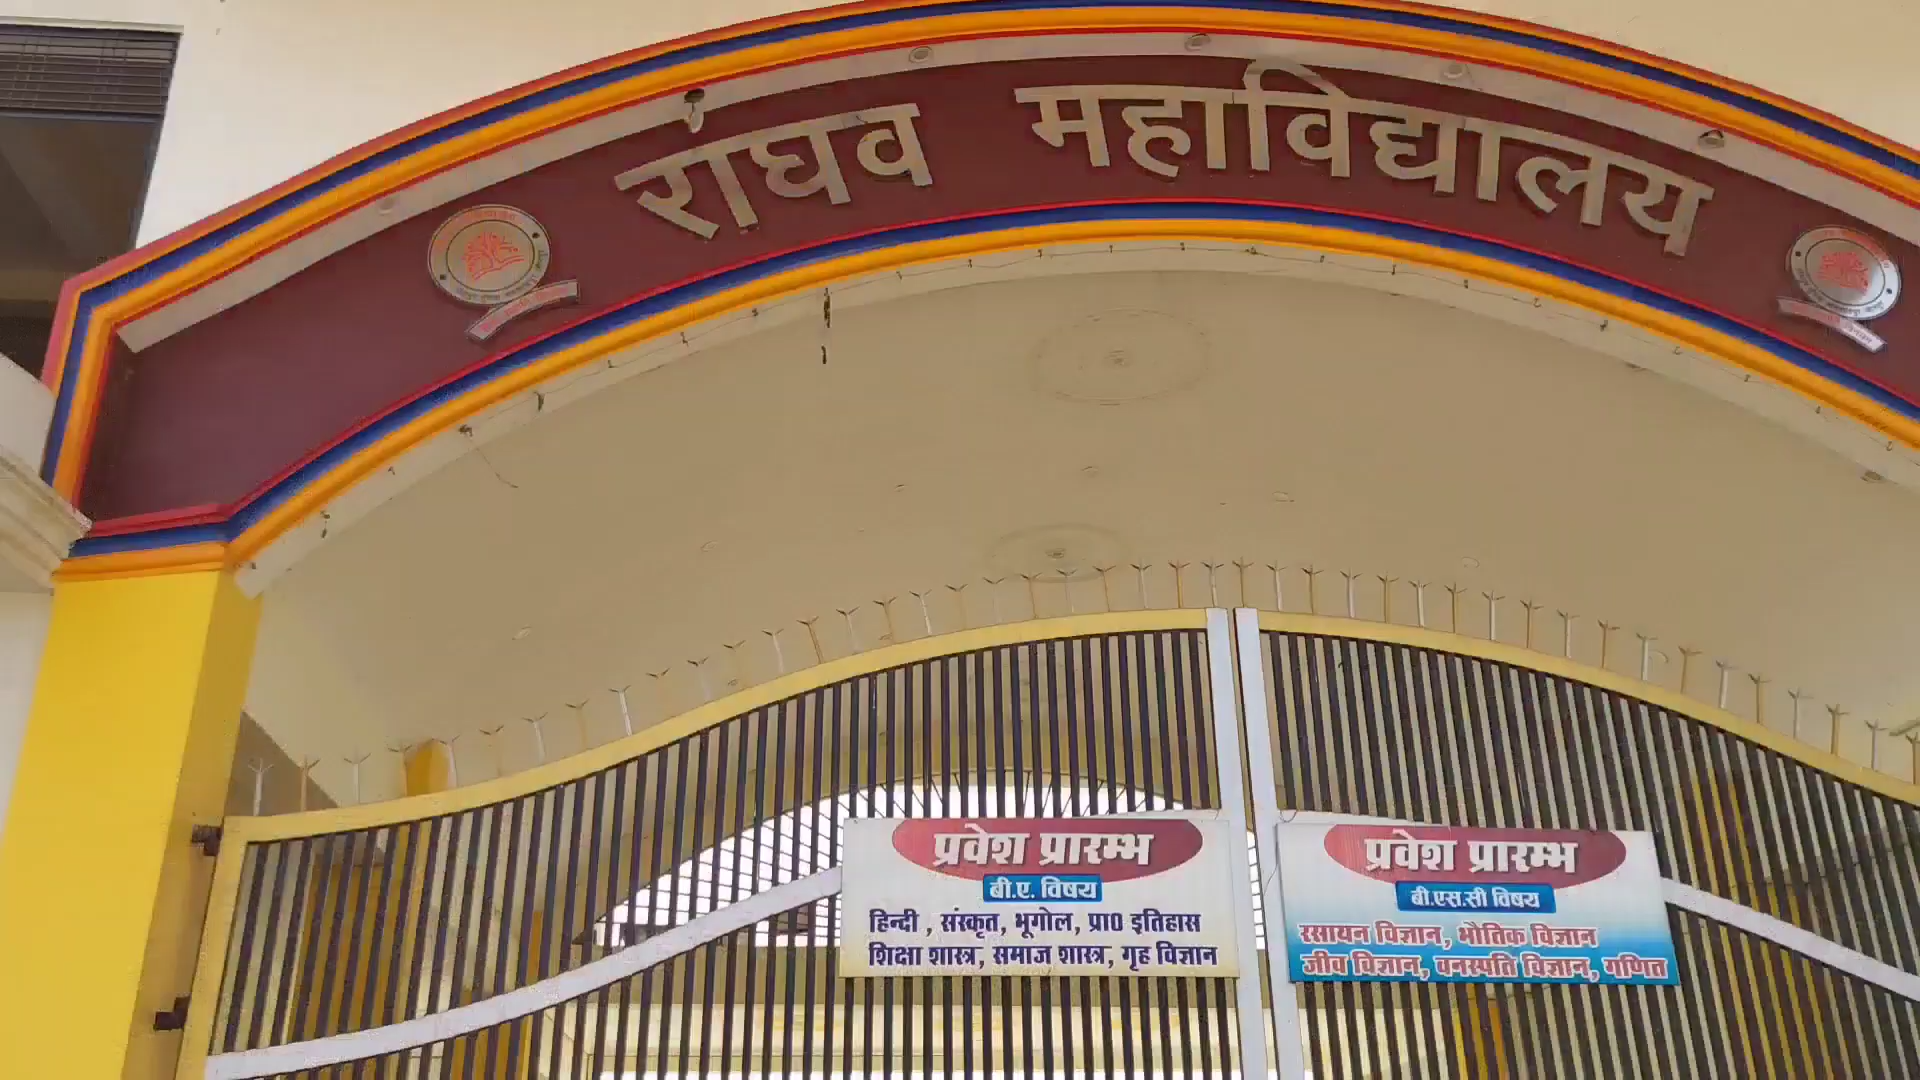 राघव महाविद्यालय
प्रवेश प्रारम्भ
बी.ए. विषय
हिन्दी , संस्कृत, भूगोल, प्रा0 इतिहास
शिक्षा शास्त्र, समाज शास्त्र, गृह विज्ञान
प्रवेश प्रारम्भ
बी.एस.सी विषय
रसायन विज्ञान, भौतिक विज्ञान
जीव विज्ञान, वनस्पति विज्ञान, गणित